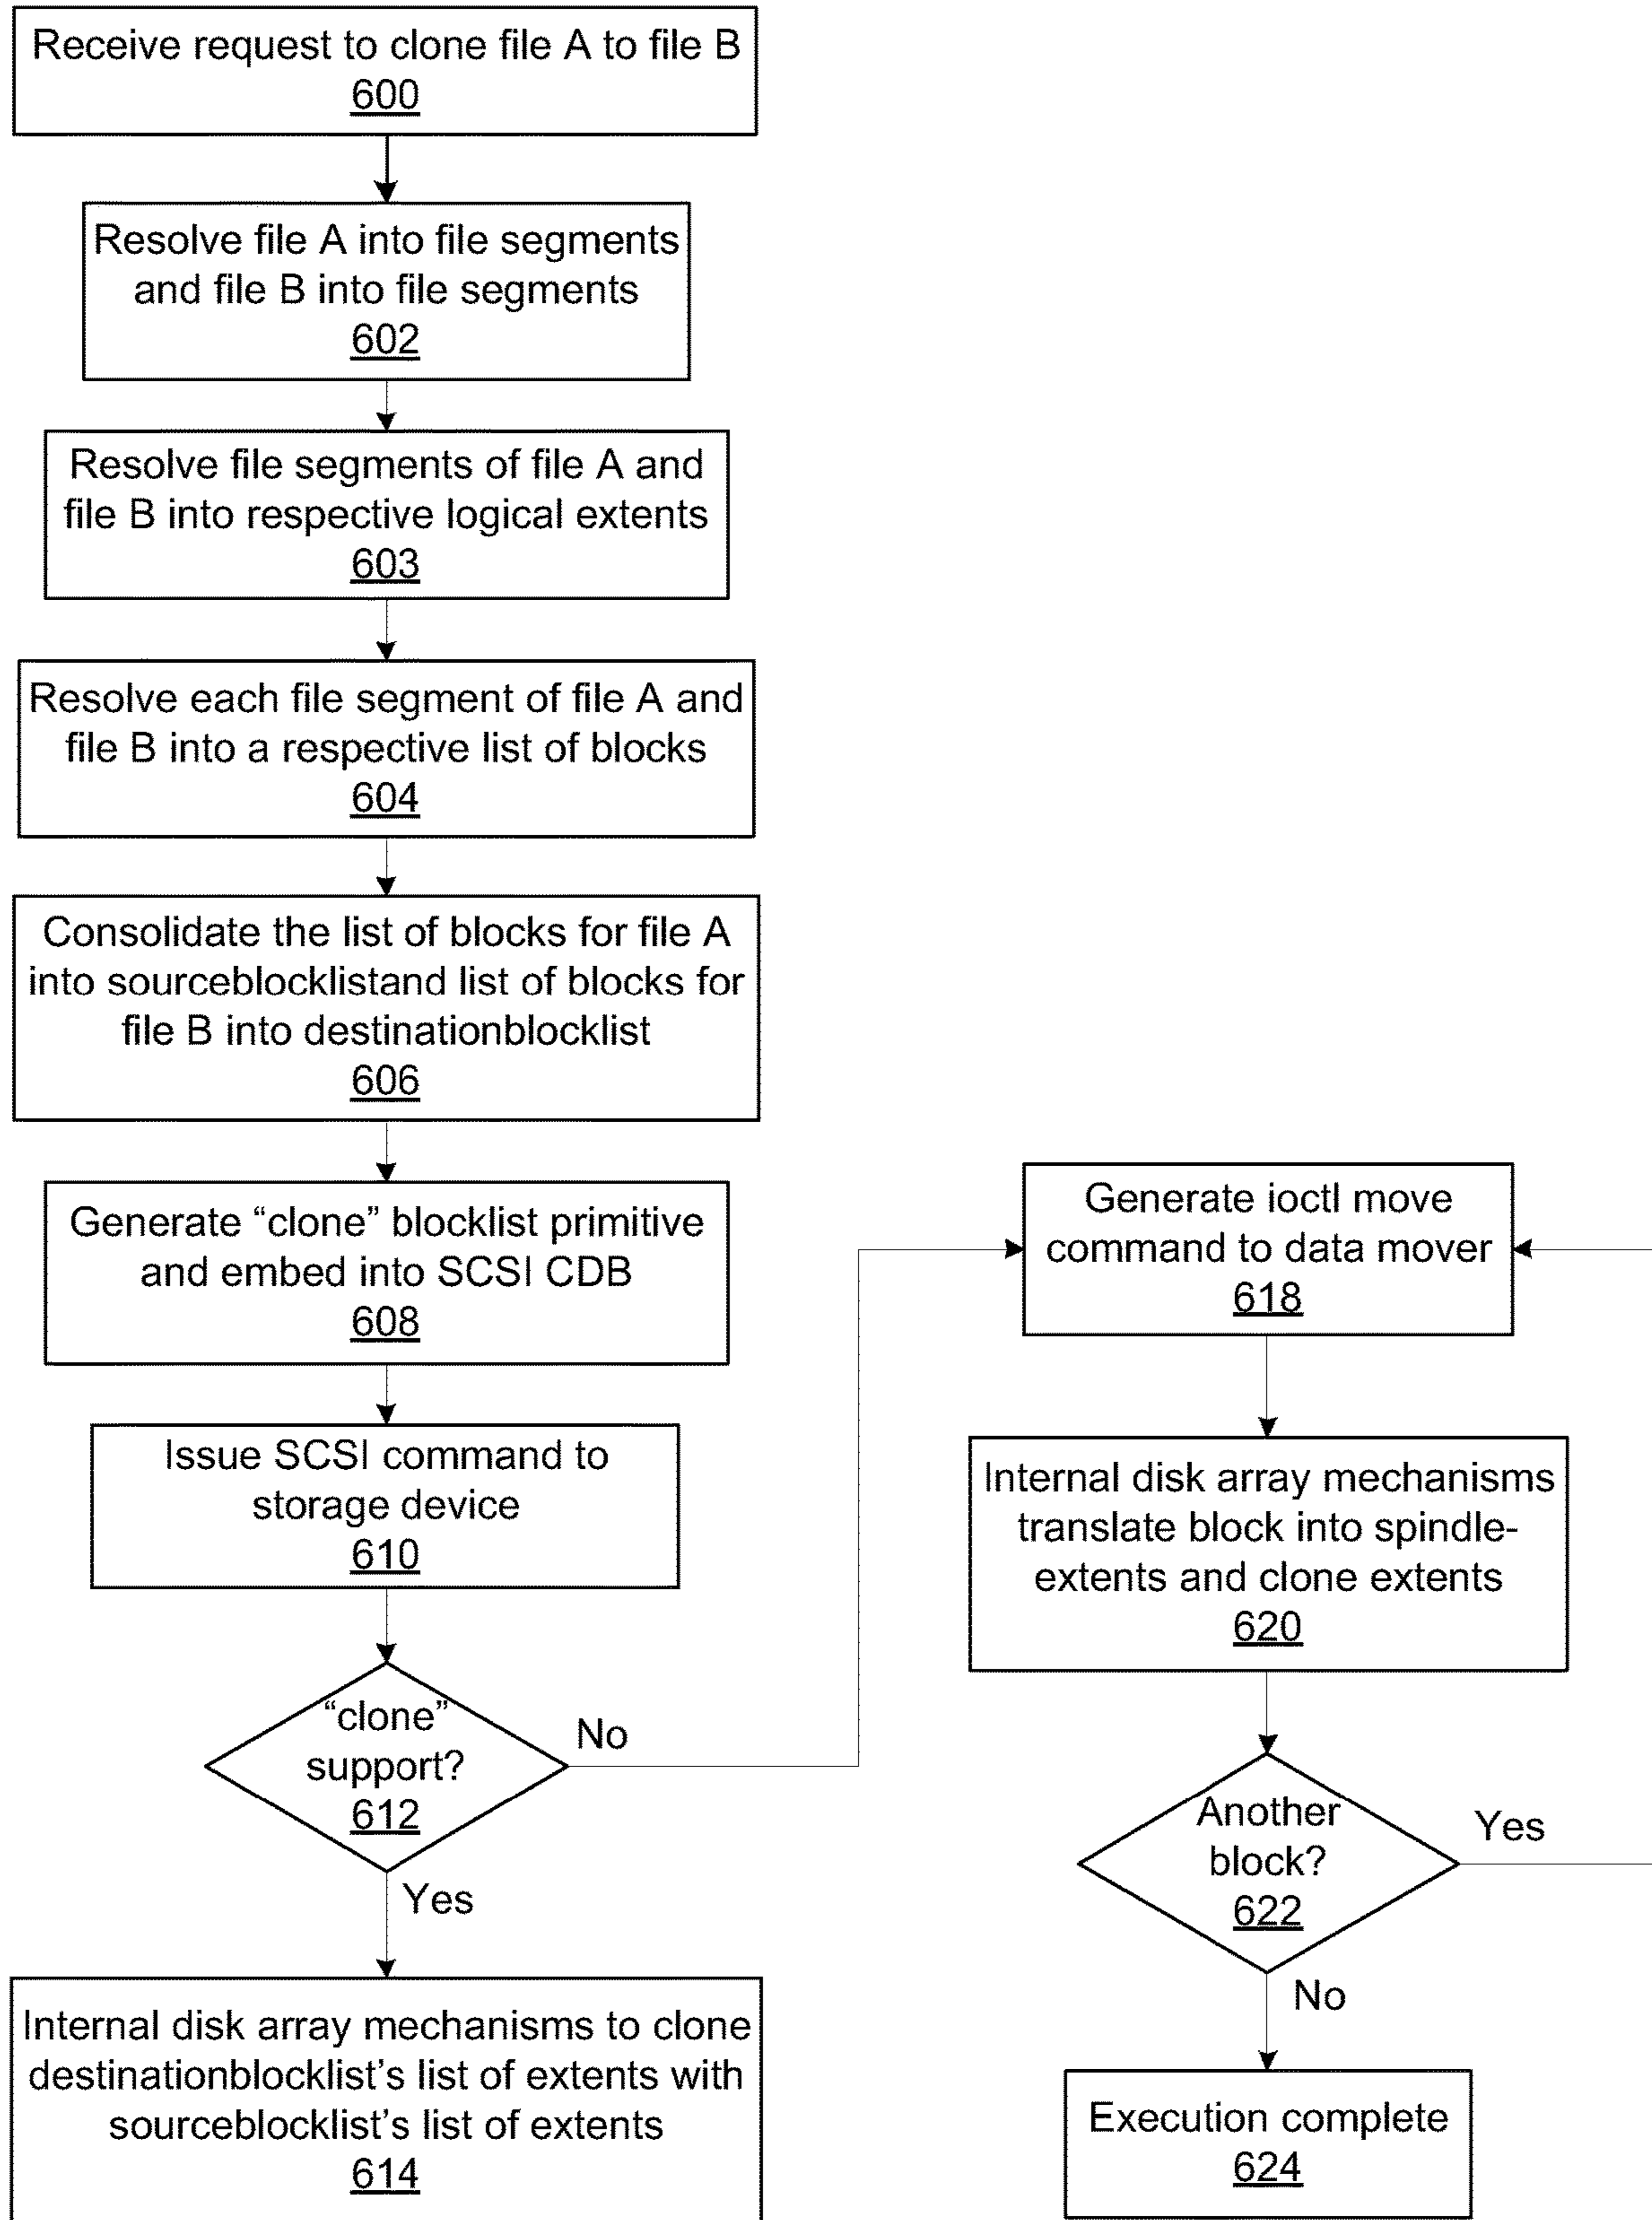 Receive request to clone file A to file B
600
Resolve file A into file segments
and file B into file segments
602
Resolve file segments of file A and
file B into respective logical extents
603
Resolve each file segment of file A and
file B into a respective list of blocks
604
Consolidate the list of blocks for file A
into sourceblocklistand list of blocks for
file B into destinationblocklist
606
Generate “clone” blocklist primitive
and embed into SCSI CDB
608
Issue SCSI command to
storage device
610
“clone”
support?
612
No
Yes
Internal disk array mechanisms to clone
destinationblocklist’s list of extents with
sourceblocklist’s list of extents
614
Generate ioctl move
command to data mover
618
Internal disk array mechanisms
translate block into spindle-
extents and clone extents
620
Another
block?
622
Yes
No
Execution complete
624